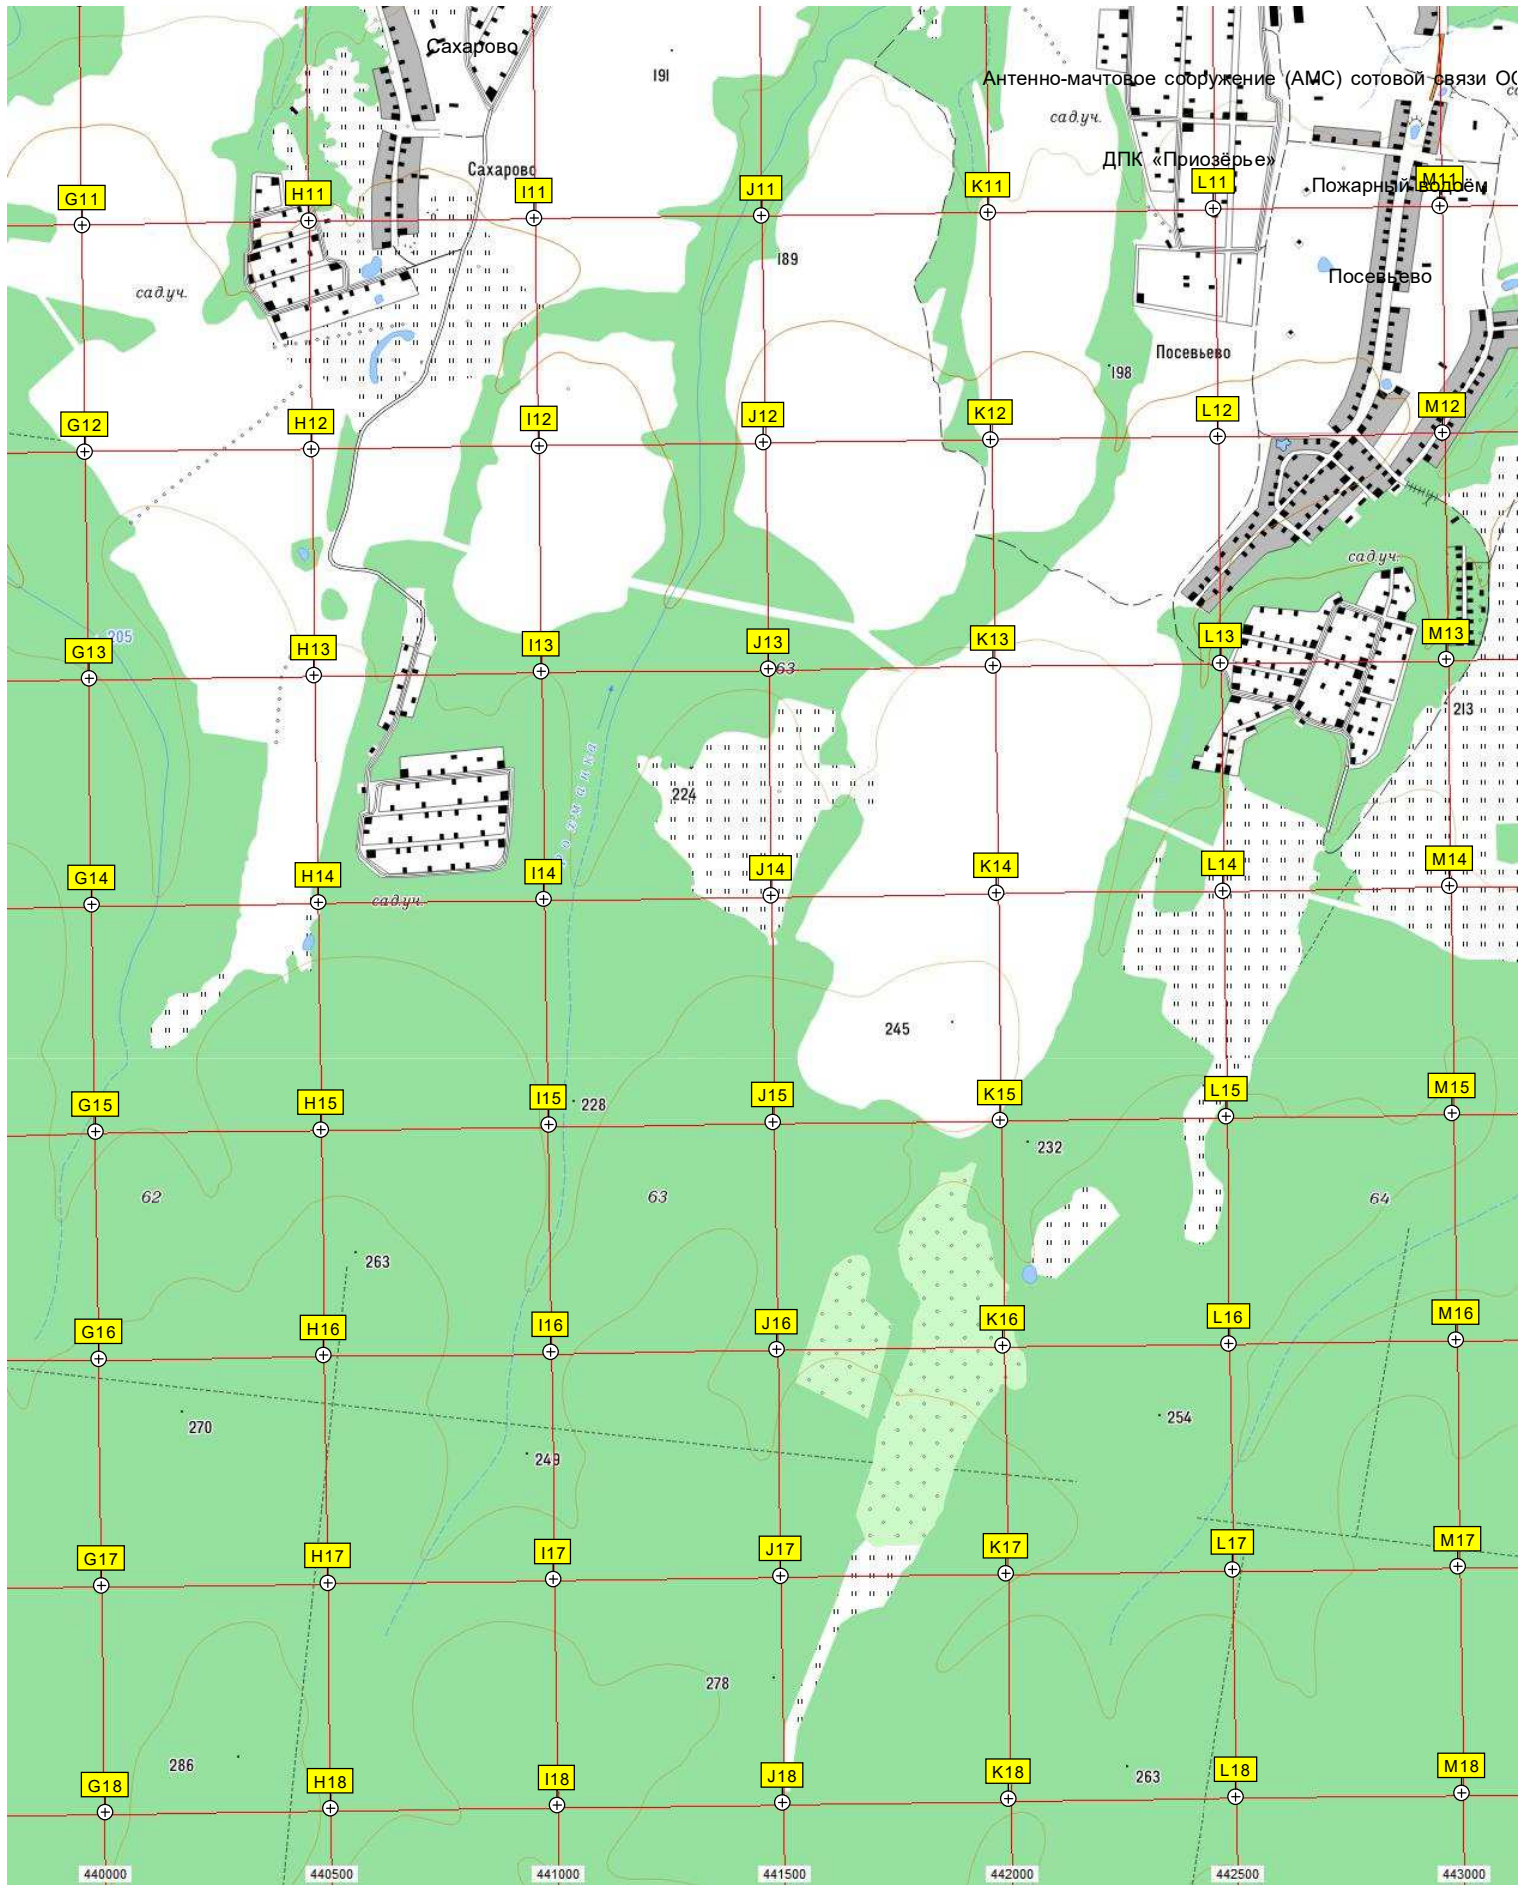 Сахарово
191
Антенно-мачтовое сооружение (АМС) сотовой связи ОО
сад.уч.
ДПК «Приозёрье»
Сахарово
Пожарный водоём
G11 H11 I11 J11 K11 L11 M11
189
Посевьево
сад.уч.
Посевьево
198
G12 H12 I12 J12 K12 L12 M12
сад.уч.
205
G13 H13 I13 J13 K13 L13 M13
63
213
224
G14 H14 I14 J14 K14 L14 M14
сад.уч.
245
G15 H15 I15 J15 K15 L15 M15
228
232
62
63
64
263
G16 H16 I16 J16 K16 L16 M16
270
254
249
G17 H17 I17 J17 K17 L17 M17
278
286
263
G18 H18 I18 J18 K18 L18 M18
440000 440500 441000 441500 442000 442500 443000